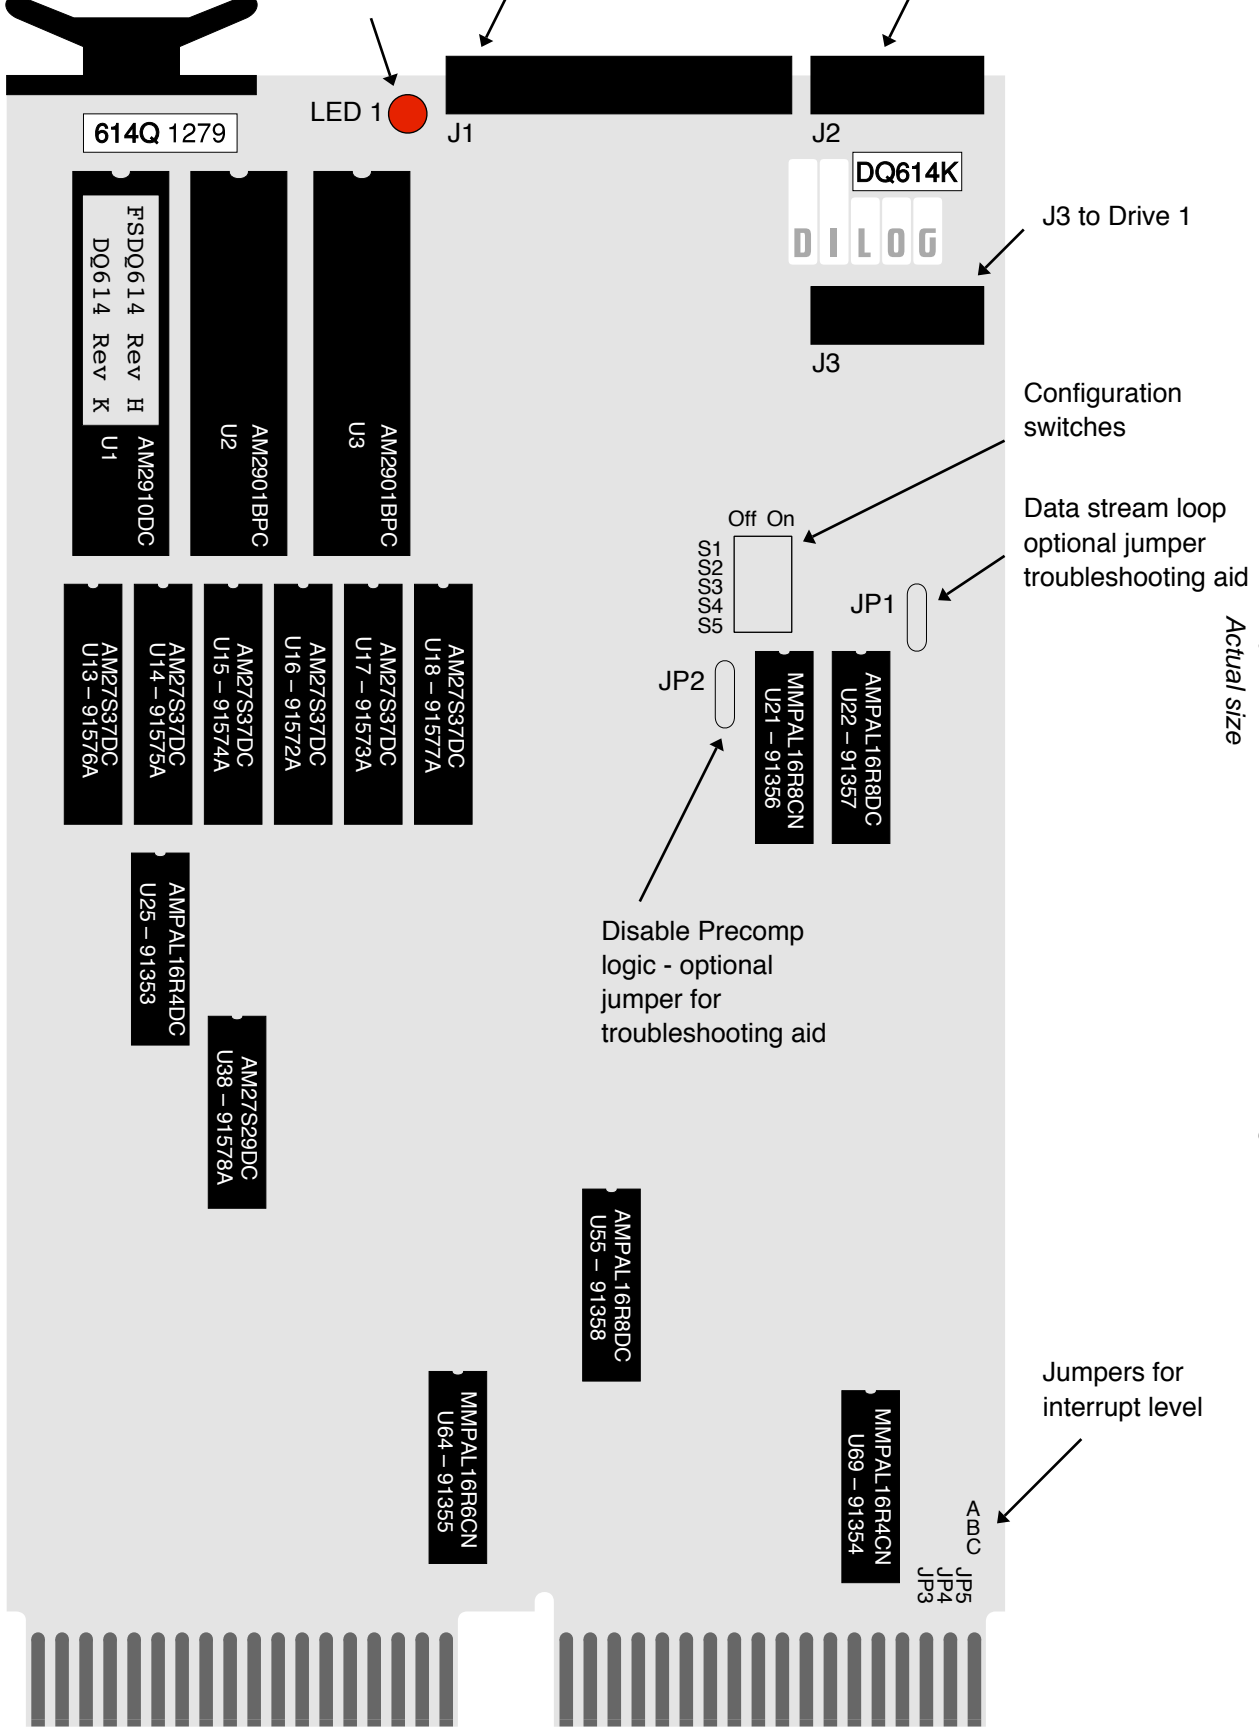 LED 1
J1
J2
614Q 1279
DQ614K
DILOG
J3 to Drive 1
J3
FSDQ614 Rev H
DQ614 Rev K
AM2910DC
U1
AM2901BPC
U2
AM2901BPC
U3
Configuration
switches
Data stream loop
optional jumper
troubleshooting aid
Actual size
Off On
S1
S2
S3
S4
S5
JP1
JP2
AM27S37DC
U13 – 91576A
AM27S37DC
U14 – 91575A
AM27S37DC
U15 – 91574A
AM27S37DC
U16 – 91572A
AM27S37DC
U17 – 91573A
AM27S37DC
U18 – 91577A
MMPAL16R8CN
U21 – 91356
AMPAL16R8DC
U22 – 91357
AMPAL16R4DC
U25 – 91353
Disable Precomp
logic - optional
jumper for
troubleshooting aid
AM27S29DC
U38 – 91578A
AMPAL16R8DC
U55 – 91358
MMPAL16R6CN
U64 – 91355
MMPAL16R4CN
U69 – 91354
Jumpers for
interrupt level
A
B
C
JP5
JP4
JP3